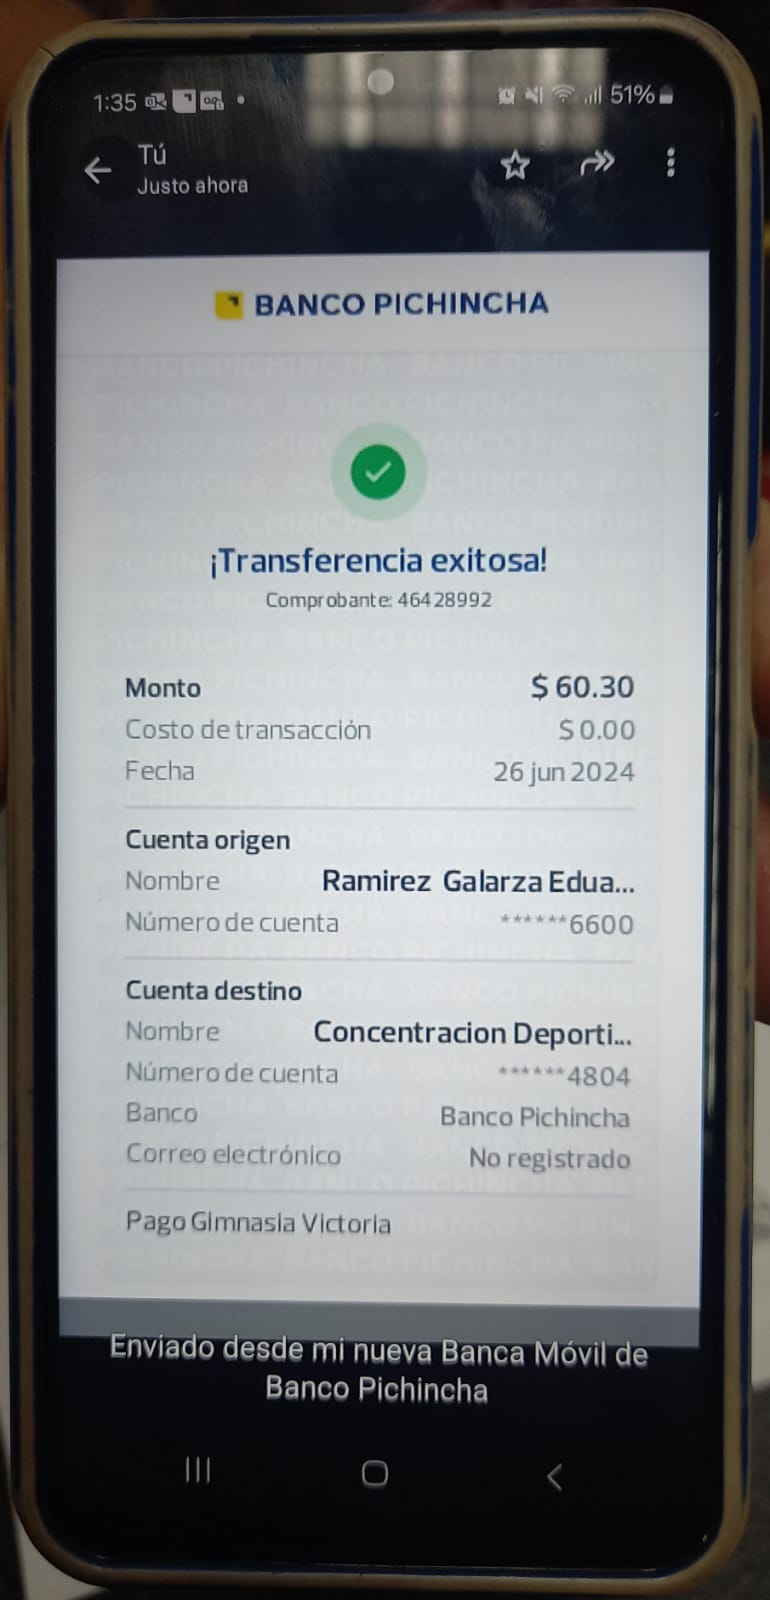 1:35 51%
Tú
Justo ahora
BANCO PICHINCHA
¡Transferencia exitosa!
Comprobante: 46428992
Monto $ 60.30
Costo de transacción $ 0.00
Fecha 26 jun 2024
Cuenta origen
Nombre Ramirez Galarza Edua...
Número de cuenta ******6600
Cuenta destino
Nombre Concentracion Deporti...
Número de cuenta ******4804
Banco Banco Pichincha
Correo electrónico No registrado
Pago Gimnasia Victoria
Enviado desde mi nueva Banca Móvil de
Banco Pichincha